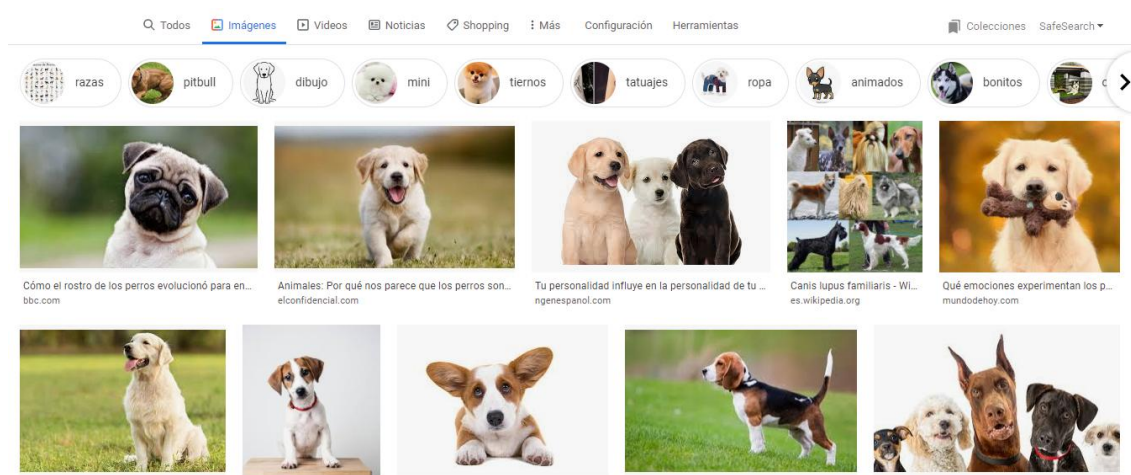 Todos Imágenes Videos Noticias Shopping Más Configuración Herramientas Colecciones SafeSearch
razas pitbull dibujo mini tiernos tatuajes ropa animados bonitos
Cómo el rostro de los perros evolucionó para en...
bbc.com
Animales: Por qué nos parece que los perros son...
elconfidencial.com
Tu personalidad influye en la personalidad de tu ...
ngenespanol.com
Canis lupus familiaris - Wi...
es.wikipedia.org
Qué emociones experimentan los p...
mundodehoy.com